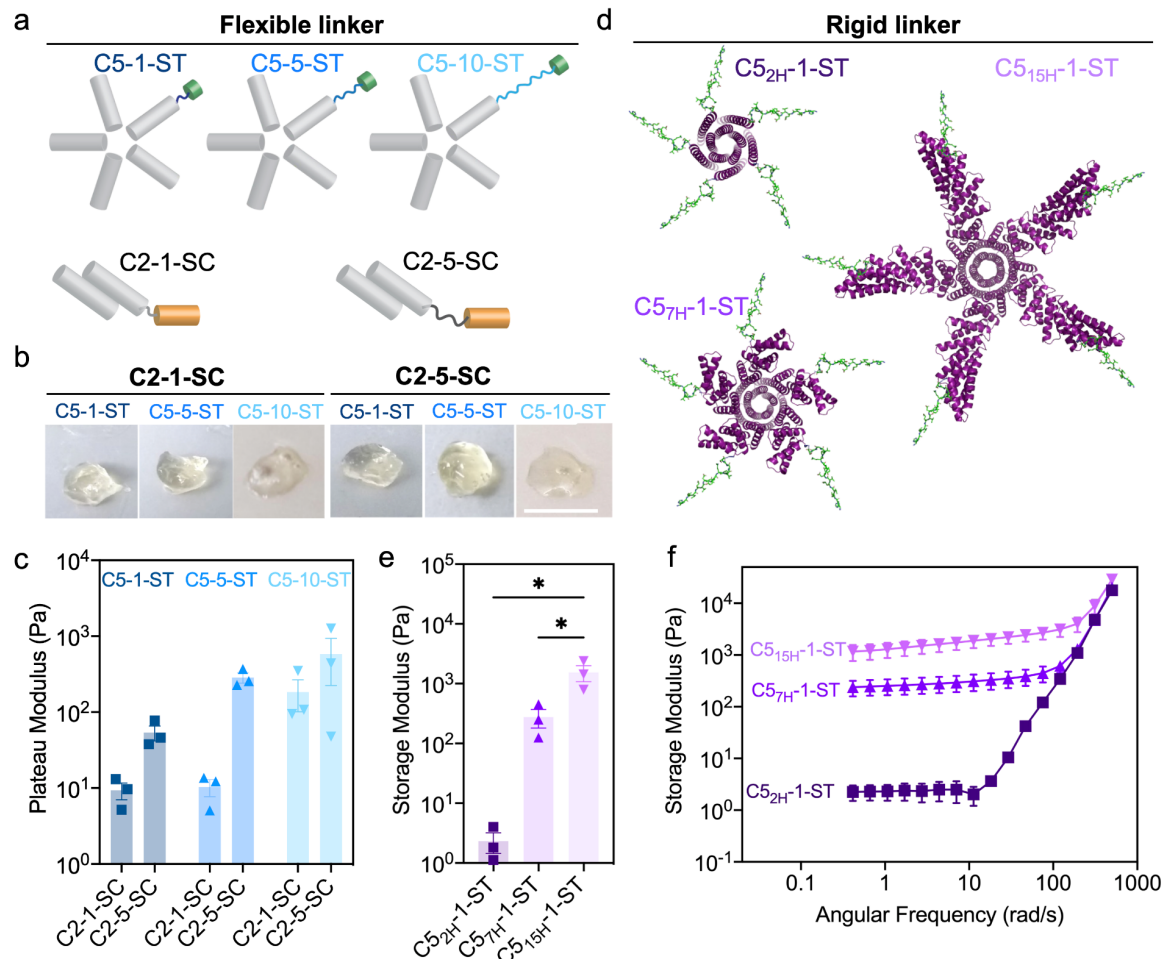 a
Flexible linker
C5-1-ST C5-5-ST C5-10-ST
C2-1-SC C2-5-SC
b
C2-1-SC C2-5-SC
C5-1-ST C5-5-ST C5-10-ST C5-1-ST C5-5-ST C5-10-ST
c
Plateau Modulus (Pa)
10⁴
10³
10²
10¹
10⁰
C5-1-ST C5-5-ST C5-10-ST
C2-1-SC
C2-5-SC
C2-1-SC
C2-5-SC
C2-1-SC
C2-5-SC
d
Rigid linker
C5₂H-1-ST C5₁₅H-1-ST
C5₇H-1-ST
e
Storage Modulus (Pa)
10⁵
10⁴
10³
10²
10¹
10⁰
*
*
C5₂H-1-ST
C5₇H-1-ST
C5₁₅H-1-ST
f
Storage Modulus (Pa)
10⁴
10³
10²
10¹
10⁰
10⁻¹
C5₁₅H-1-ST
C5₇H-1-ST
C5₂H-1-ST
0.1 1 10 100 1000
Angular Frequency (rad/s)